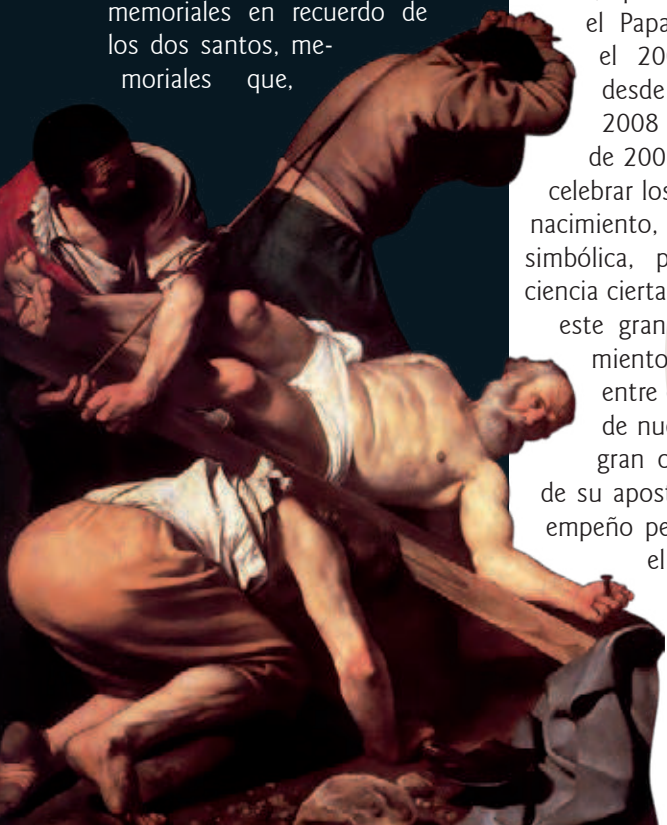 memoriales en recuerdo de
los dos santos, me-
moriales que,
el Papa
el 20
desde
2008
de 200
celebrar los
nacimiento,
simbólica, p
ciencia cierta
este gran
miento
entre
de nue
gran
de su apost
empeño pe
el